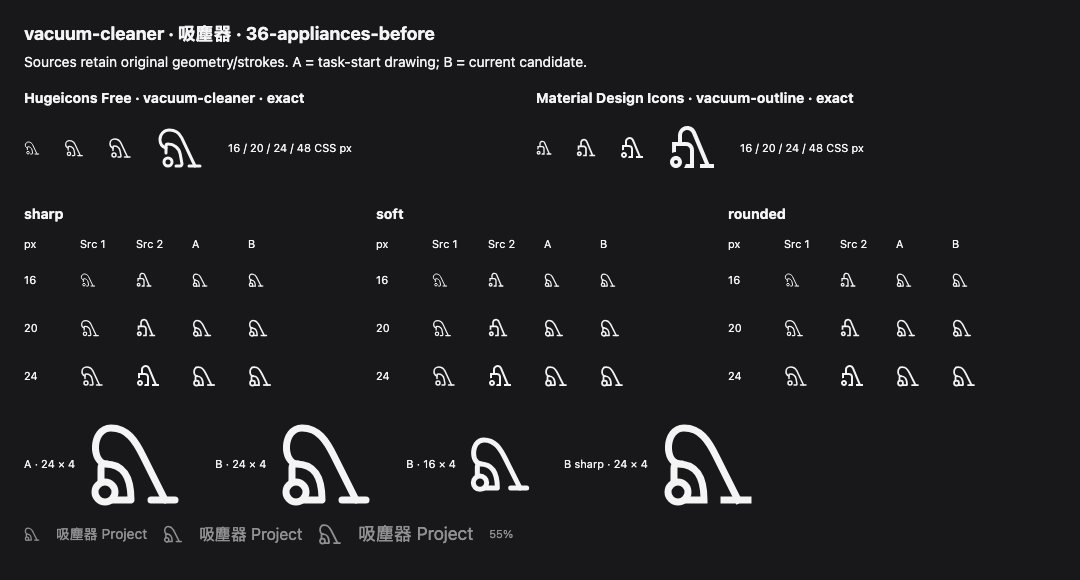 vacuum-cleaner · 吸塵器 · 36-appliances-before
Sources retain original geometry/strokes. A = task-start drawing; B = current candidate.
Hugeicons Free · vacuum-cleaner · exact
16 / 20 / 24 / 48 CSS px
Material Design Icons · vacuum-outline · exact
16 / 20 / 24 / 48 CSS px
sharp
px Src 1 Src 2 A B
16
20
24
soft
px Src 1 Src 2 A B
16
20
24
rounded
px Src 1 Src 2 A B
16
20
24
A · 24 × 4
B · 24 × 4
B · 16 × 4
B sharp · 24 × 4
吸塵器 Project 吸塵器 Project 吸塵器 Project 55%